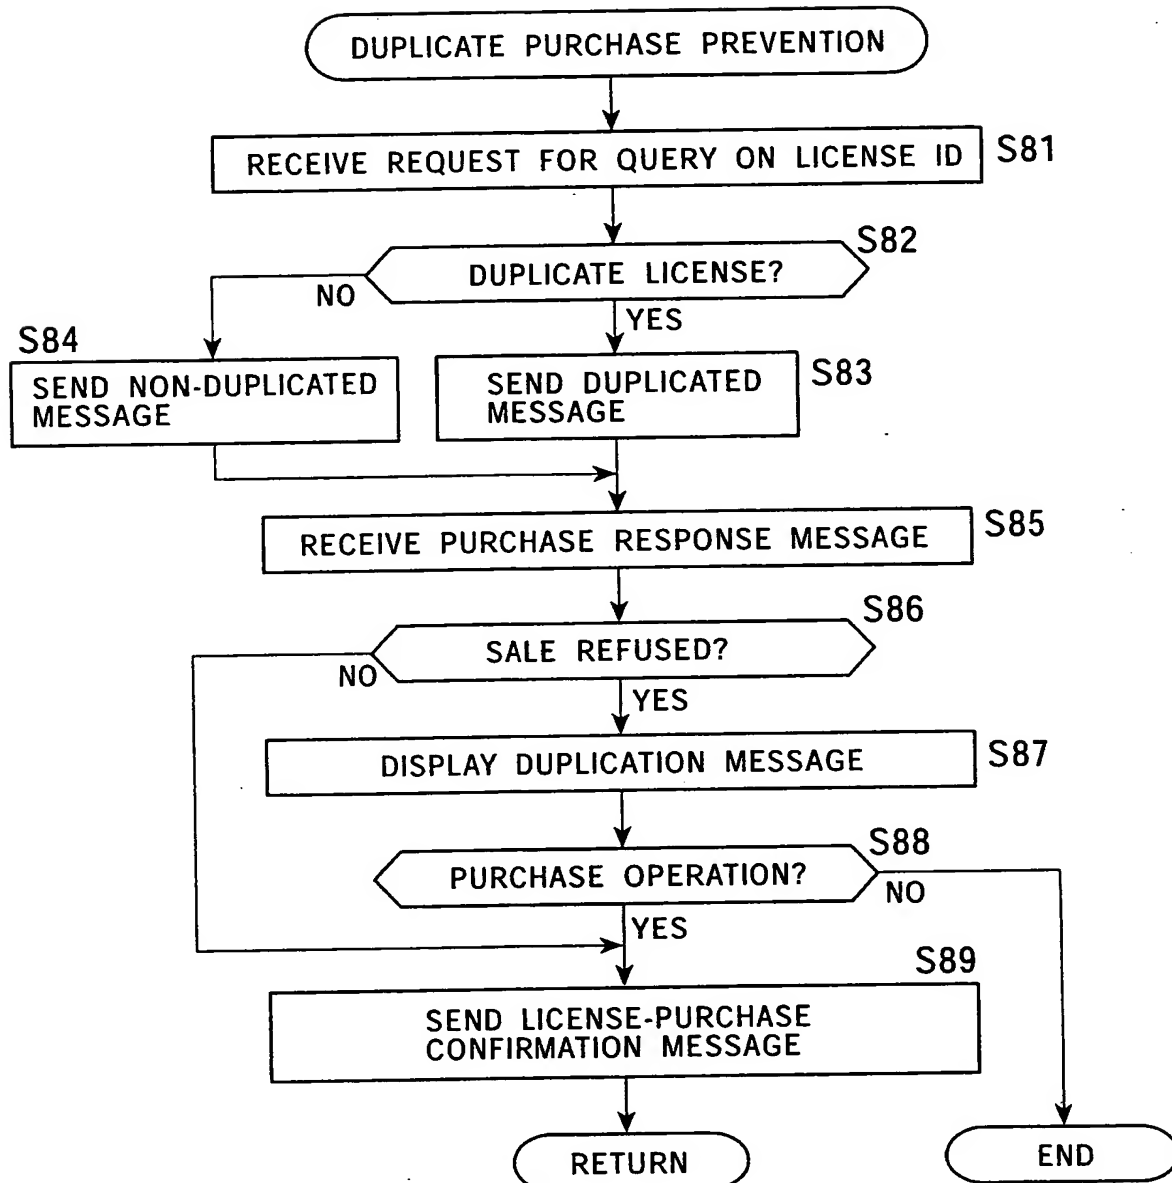 DUPLICATE PURCHASE PREVENTION
RECEIVE REQUEST FOR QUERY ON LICENSE ID
S81
S82
DUPLICATE LICENSE?
NO
YES
S84
SEND NON-DUPLICATED
MESSAGE
SEND DUPLICATED
MESSAGE
S83
RECEIVE PURCHASE RESPONSE MESSAGE
S85
S86
SALE REFUSED?
NO
YES
DISPLAY DUPLICATION MESSAGE
S87
S88
PURCHASE OPERATION?
NO
YES
S89
SEND LICENSE-PURCHASE
CONFIRMATION MESSAGE
RETURN
END